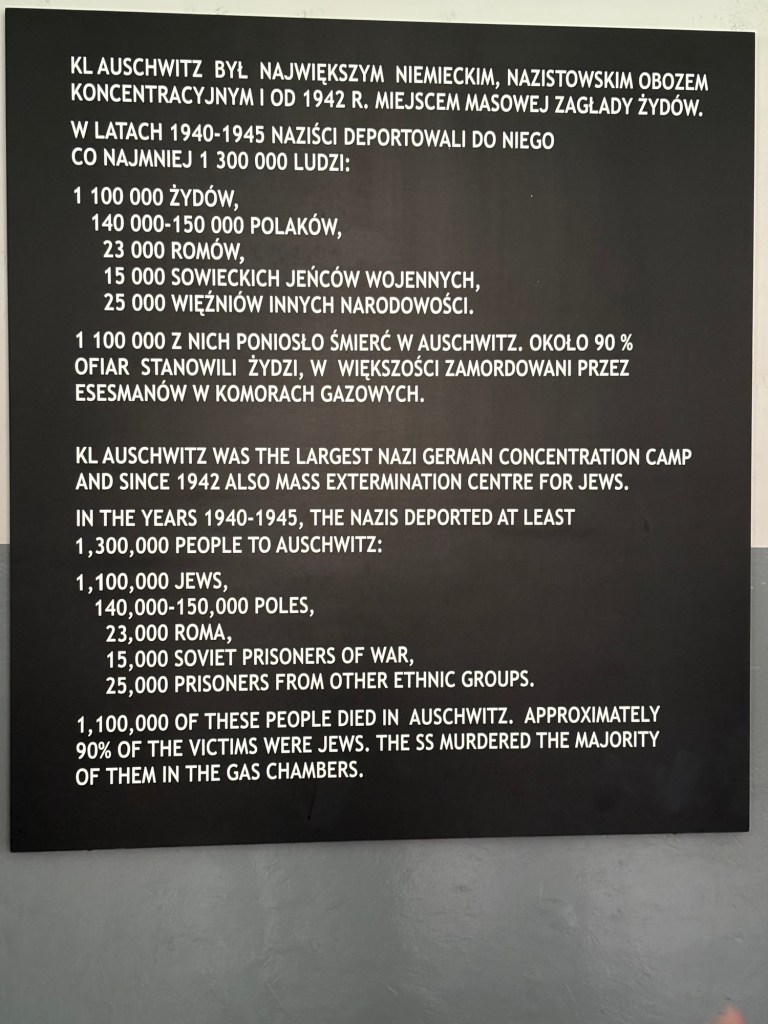 KL AUSCHWITZ BYŁ NAJWIĘKSZYM NIEMIECKIM, NAZISTOWSKIM OBOZEM
KONCENTRACYJNYM I OD 1942 R. MIEJSCEM MASOWEJ ZAGŁADY ŻYDÓW.
W LATACH 1940-1945 NAZIŚCI DEPORTOWALI DO NIEGO
CO NAJMNIEJ 1 300 000 LUDZI:
1 100 000 ŻYDÓW,
140 000-150 000 POLAKÓW,
23 000 ROMÓW,
15 000 SOWIECKICH JEŃCÓW WOJENNYCH,
25 000 WIĘŹNIÓW INNYCH NARODOWOŚCI.
1 100 000 Z NICH PONIOSŁO ŚMIERĆ W AUSCHWITZ. OKOŁO 90 %
OFIAR STANOWILI ŻYDZI, W WIĘKSZOŚCI ZAMORDOWANI PRZEZ
ESESMANÓW W KOMORACH GAZOWYCH.
KL AUSCHWITZ WAS THE LARGEST NAZI GERMAN CONCENTRATION CAMP
AND SINCE 1942 ALSO MASS EXTERMINATION CENTRE FOR JEWS.
IN THE YEARS 1940-1945, THE NAZIS DEPORTED AT LEAST
1,300,000 PEOPLE TO AUSCHWITZ:
1,100,000 JEWS,
140,000-150,000 POLES,
23,000 ROMA,
15,000 SOVIET PRISONERS OF WAR,
25,000 PRISONERS FROM OTHER ETHNIC GROUPS.
1,100,000 OF THESE PEOPLE DIED IN AUSCHWITZ. APPROXIMATELY
90% OF THE VICTIMS WERE JEWS. THE SS MURDERED THE MAJORITY
OF THEM IN THE GAS CHAMBERS.